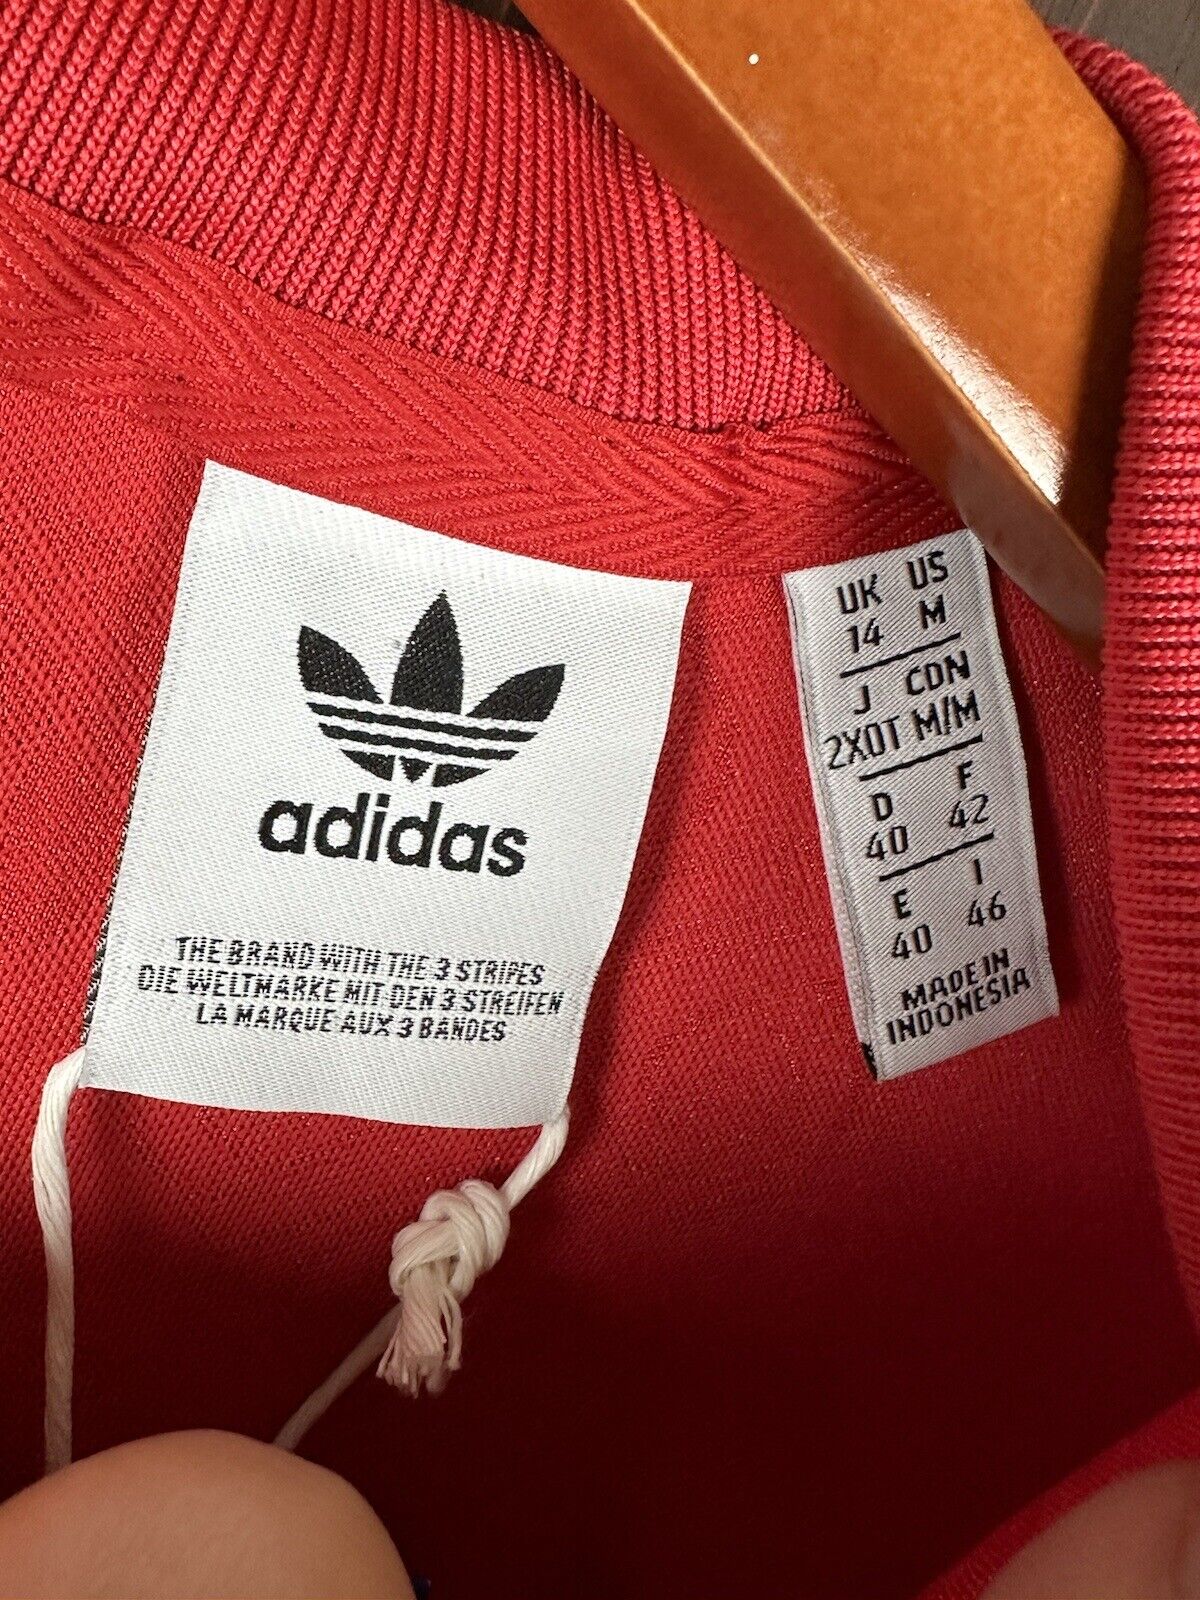 adidas
THE BRAND WITH THE 3 STRIPES
DIE WELTMARKE MIT DEN 3 STREIFEN
LA MARQUE AUX 3 BANDES
UK US
14 M
J CDN
2XOT M/M
D F
40 42
E I
40 46
MADE IN
INDONESIA